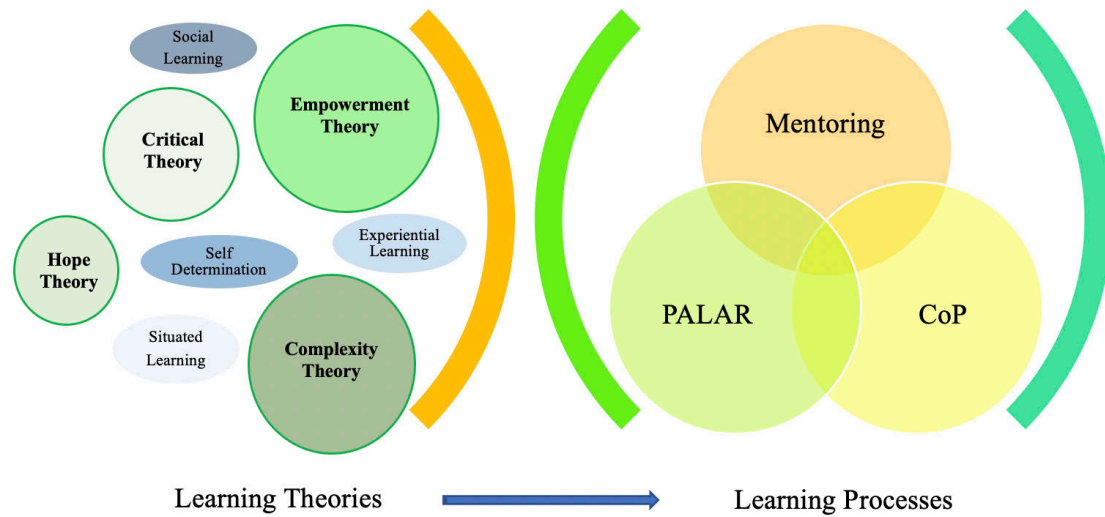 Social
Learning
Empowerment
Theory
Critical
Theory
Experiential
Learning
Self
Determination
Hope
Theory
Situated
Learning
Complexity
Theory
Mentoring
PALAR
CoP
Learning Theories
Learning Processes